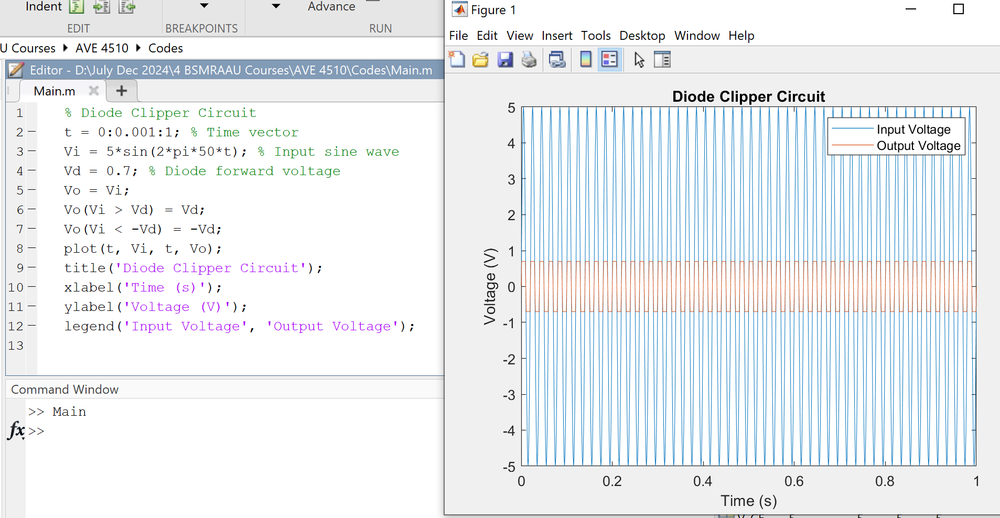 Indent
Advance
EDIT
BREAKPOINTS
RUN
U Courses AVE 4510 Codes
Editor - D:\July Dec 2024\4 BSMRAAU Courses\AVE 4510\Codes\Main.m
Main.m
1 % Diode Clipper Circuit
2 t = 0:0.001:1; % Time vector
3 Vi = 5*sin(2*pi*50*t); % Input sine wave
4 Vd = 0.7; % Diode forward voltage
5 Vo = Vi;
6 Vo(Vi > Vd) = Vd;
7 Vo(Vi < -Vd) = -Vd;
8 plot(t, Vi, t, Vo);
9 title('Diode Clipper Circuit');
10 xlabel('Time (s)');
11 ylabel('Voltage (V)');
12 legend('Input Voltage', 'Output Voltage');
13
Command Window
>> Main
fx >>
Figure 1
File Edit View Insert Tools Desktop Window Help
Diode Clipper Circuit
Input Voltage
Output Voltage
5
4
3
2
1
0
-1
-2
-3
-4
-5
Voltage (V)
0 0.2 0.4 0.6 0.8 1
Time (s)